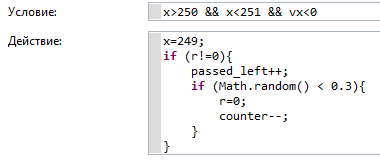 Условие: x>250 && x<251 && vx<0
Действие: x=249;
if (r!=0){
    passed_left++;
    if (Math.random() < 0.3){
        r=0;
        counter--;
    }
}